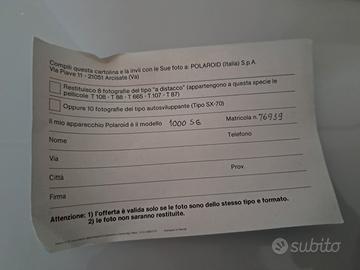 Compili questa cartolina e la invii con le Sue foto a: POLAROID (Italia) S.p.A.
Via Piave 11 - 21051 Arcisate (Va)
Restituisco 8 fotografie del tipo "a distacco" (appartengono a questa specie le
pellicole T 108 - T 88 - T 665 - T 107 - T 87)
Oppure 10 fotografie del tipo autosviluppante (Tipo SX-70)
Il mio apparecchio Polaroid è il modello 1000 SE Matricola n. 76939
Nome Telefono
Via
Città Prov.
Firma
Attenzione: 1) l'offerta è valida solo se le foto sono dello stesso tipo e formato.
2) le foto non saranno restituite.
subito